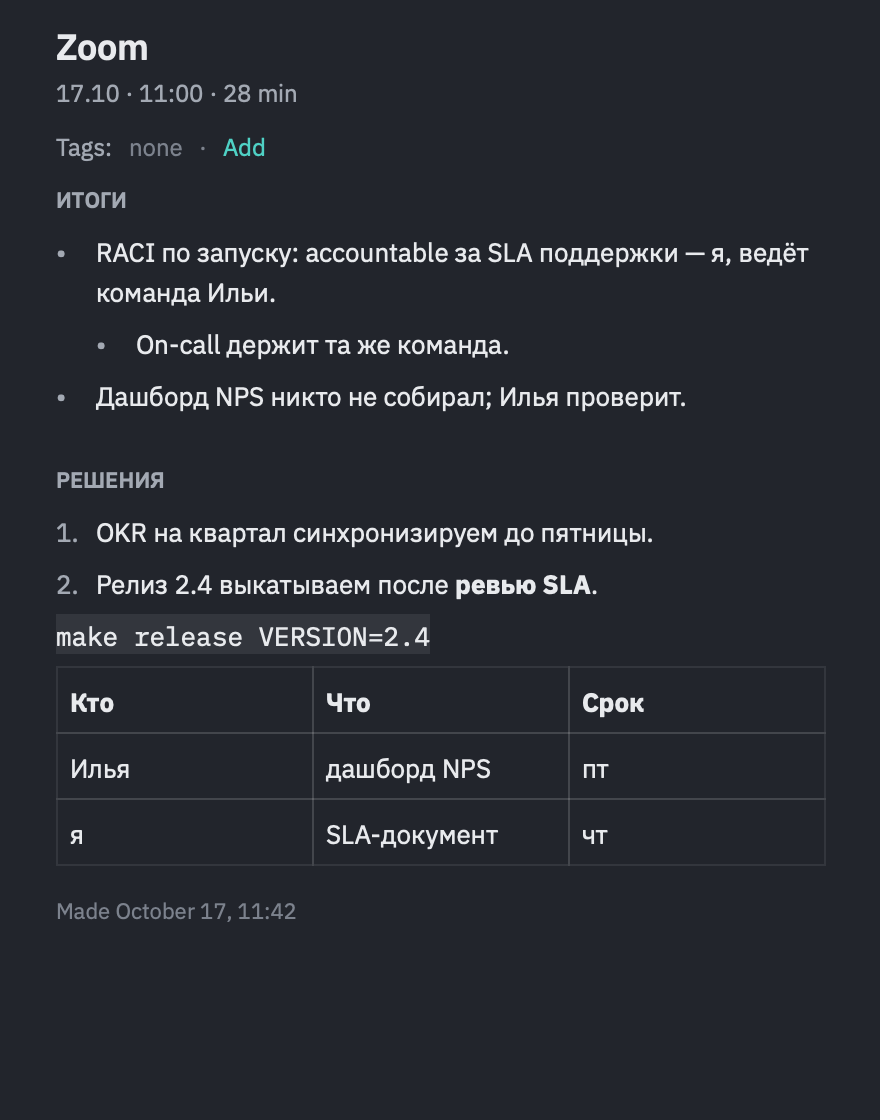 Zoom
17.10 · 11:00 · 28 min
Tags: none · Add
ИТОГИ
• RACI по запуску: accountable за SLA поддержки — я, ведёт
команда Ильи.
• On-call держит та же команда.
• Дашборд NPS никто не собирал; Илья проверит.
РЕШЕНИЯ
1. OKR на квартал синхронизируем до пятницы.
2. Релиз 2.4 выкатываем после ревью SLA.
make release VERSION=2.4
Кто Что Срок
Илья дашборд NPS пт
я SLA-документ чт
Made October 17, 11:42